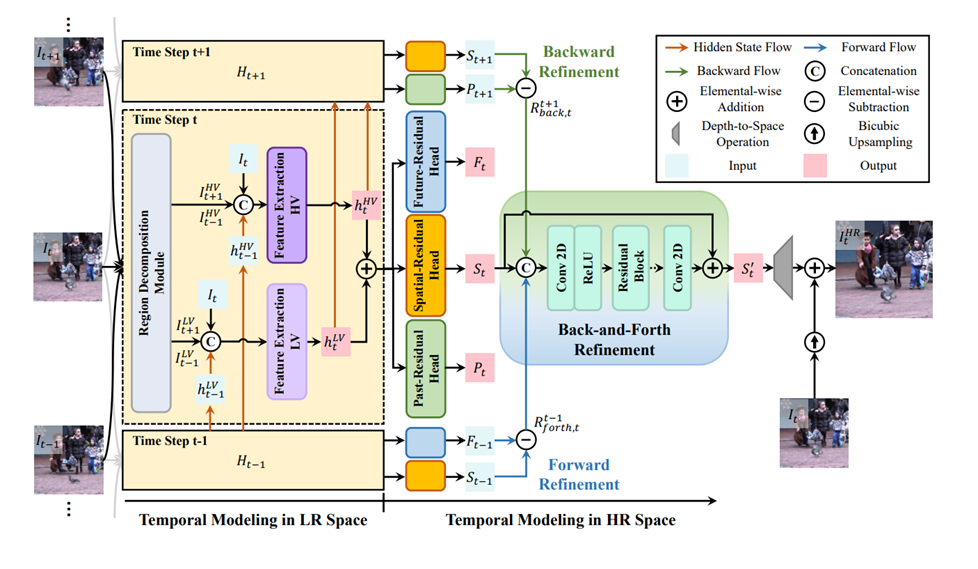 I_{t+1}
I_t
I_{t-1}
Time Step t+1
H_{t+1}
Time Step t
Region Decomposition
Module
I_t
I^{HV}_{t+1}
I^{HV}_{t-1}
C
h^{HV}_{t-1}
Feature Extraction
HV
h^{HV}_t
I_t
I^{LV}_{t+1}
I^{LV}_{t-1}
C
h^{LV}_{t-1}
Feature Extraction
LV
h^{LV}_t
Time Step t-1
H_{t-1}
S_{t+1}
P_{t+1}
Backward
Refinement
R^{t+1}_{back,t}
Future-Residual
Head
F_t
Spatial-Residual
Head
S_t
Past-Residual
Head
P_t
F_{t-1}
S_{t-1}
R^{t-1}_{forth,t}
Forward
Refinement
C
Conv 2D
ReLU
Residual
Block
Conv 2D
Back-and-Forth
Refinement
S'_t
I^{HR}_t
I_t
Hidden State Flow
Forward Flow
Backward Flow
C
Concatenation
Elemental-wise
Addition
Elemental-wise
Subtraction
Depth-to-Space
Operation
Bicubic
Upsampling
Input
Output
Temporal Modeling in LR Space
Temporal Modeling in HR Space